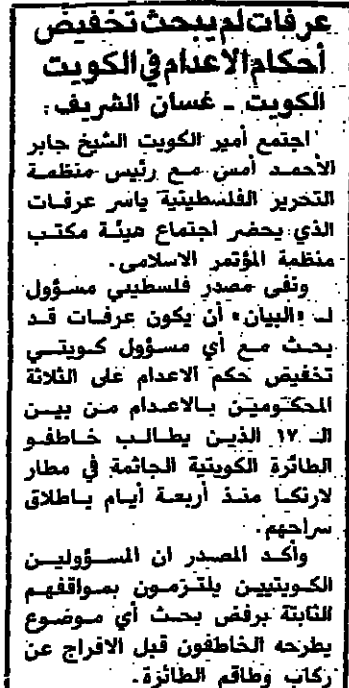 عرفات لم يبحث تخفيض
أحكام الاعدام في الكويت
الكويت ـ غسان الشريف :
اجتمع أمير الكويت الشيخ جابر
الأحمد أمس مع رئيس منظمة
التحرير الفلسطينية ياسر عرفات
الذي يحضر اجتماع هيئة مكتب
منظمة المؤتمر الاسلامي .
ونفى مصدر فلسطيني مسؤول
لـ «البيان» أن يكون عرفات قد
بحث مع أي مسؤول كويتي
تخفيض حكم الاعدام على الثلاثة
المحكومين بالاعدام من بين
الـ ١٧ الذين يطالب خاطفو
الطائرة الكويتية الجاثمة في مطار
لارنكا منذ أربعة أيام باطلاق
سراحهم .
وأكد المصدر ان المسؤولين
الكويتيين يلتزمون بمواقفهم
الثابتة برفض بحث أي موضوع
يطرحه الخاطفون قبل الافراج عن
ركاب وطاقم الطائرة .